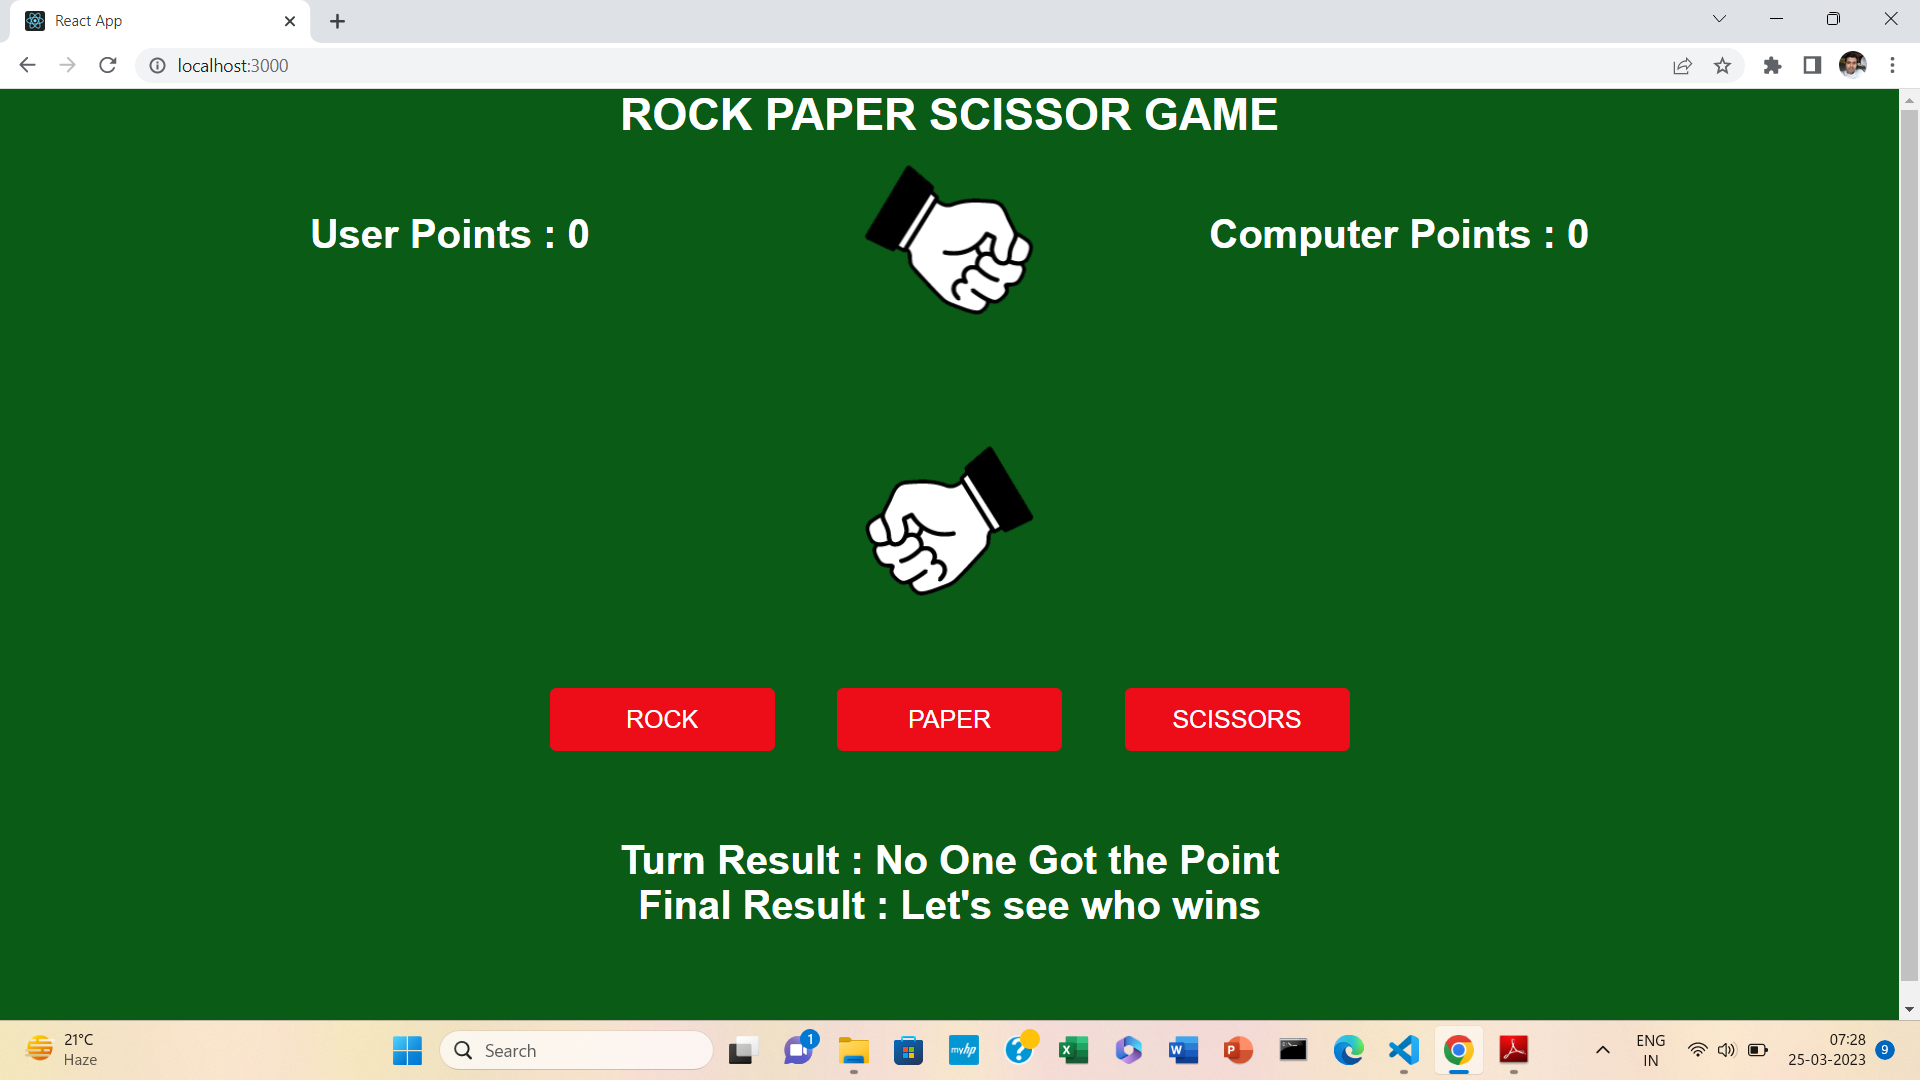 React App
localhost:3000
ROCK PAPER SCISSOR GAME
User Points : 0
Computer Points : 0
ROCK
PAPER
SCISSORS
Turn Result : No One Got the Point
Final Result : Let's see who wins
21°C
Haze
Search
1
myhp
ENG
IN
07:28
25-03-2023
9